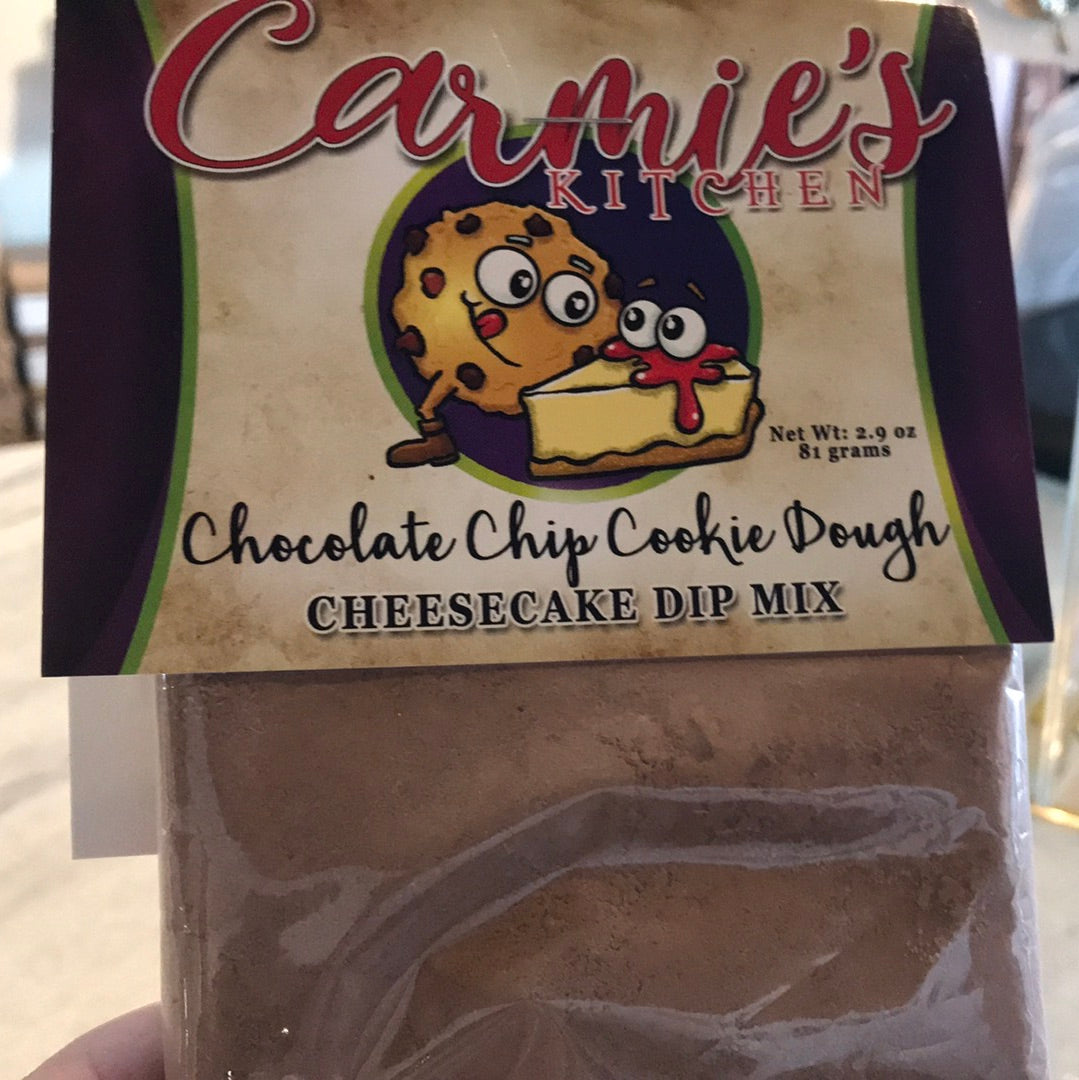 Carmie's
KITCHEN
Net Wt: 2.9 oz
81 grams
Chocolate Chip Cookie Dough
CHEESECAKE DIP MIX